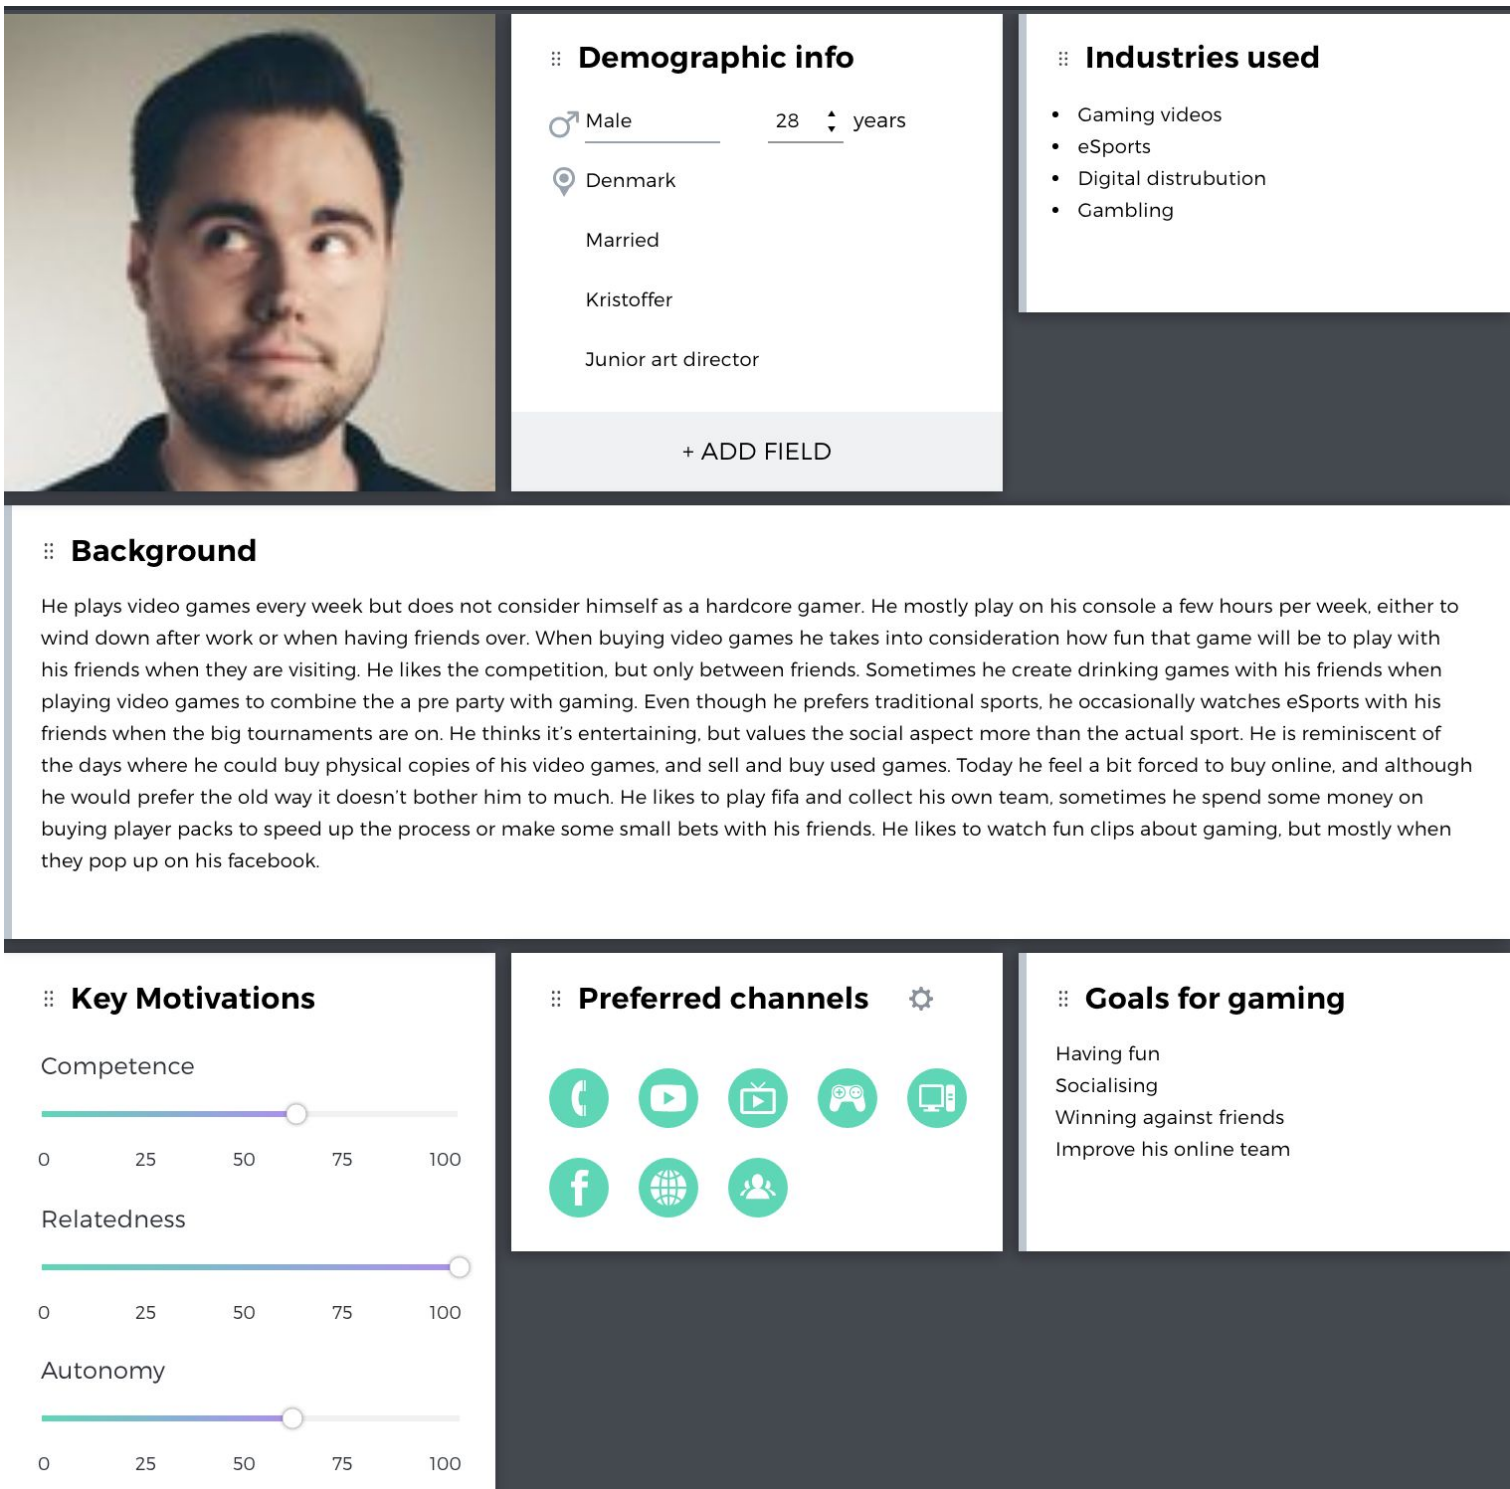 Demographic info
Male 28 years
Denmark
Married
Kristoffer
Junior art director
+ ADD FIELD
Industries used
• Gaming videos
• eSports
• Digital distrubution
• Gambling
Background
He plays video games every week but does not consider himself as a hardcore gamer. He mostly play on his console a few hours per week, either to
wind down after work or when having friends over. When buying video games he takes into consideration how fun that game will be to play with
his friends when they are visiting. He likes the competition, but only between friends. Sometimes he create drinking games with his friends when
playing video games to combine the a pre party with gaming. Even though he prefers traditional sports, he occasionally watches eSports with his
friends when the big tournaments are on. He thinks it's entertaining, but values the social aspect more than the actual sport. He is reminiscent of
the days where he could buy physical copies of his video games, and sell and buy used games. Today he feel a bit forced to buy online, and although
he would prefer the old way it doesn't bother him to much. He likes to play fifa and collect his own team, sometimes he spend some money on
buying player packs to speed up the process or make some small bets with his friends. He likes to watch fun clips about gaming, but mostly when
they pop up on his facebook.
Key Motivations
Competence
0 25 50 75 100
Relatedness
0 25 50 75 100
Autonomy
0 25 50 75 100
Preferred channels
f
Goals for gaming
Having fun
Socialising
Winning against friends
Improve his online team